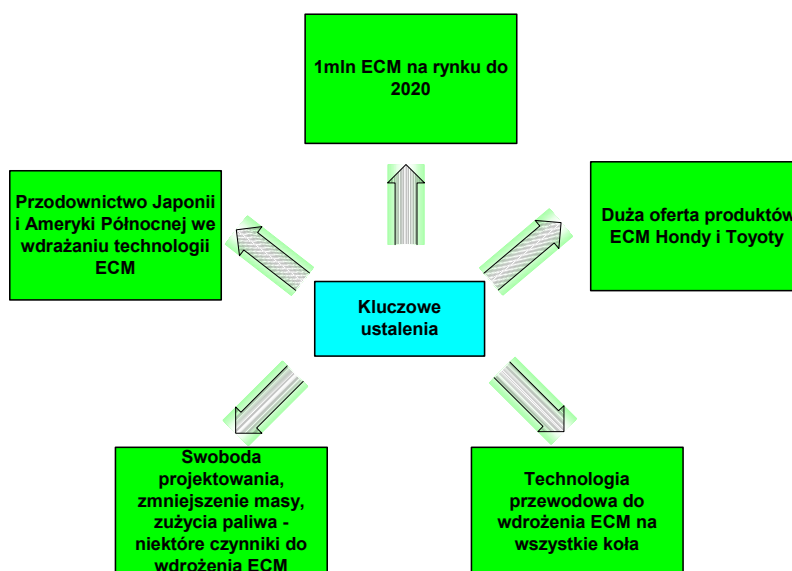 1mln ECM na rynku do
2020
Przodownictwo Japonii
i Ameryki Północnej we
wdrażaniu technologii
ECM
Duża oferta produktów
ECM Hondy i Toyoty
Kluczowe
ustalenia
Swoboda
projektowania,
zmniejszenie masy,
zużycia paliwa -
niektóre czynniki do
wdrożenia ECM
Technologia
przewodowa do
wdrożenia ECM na
wszystkie koła